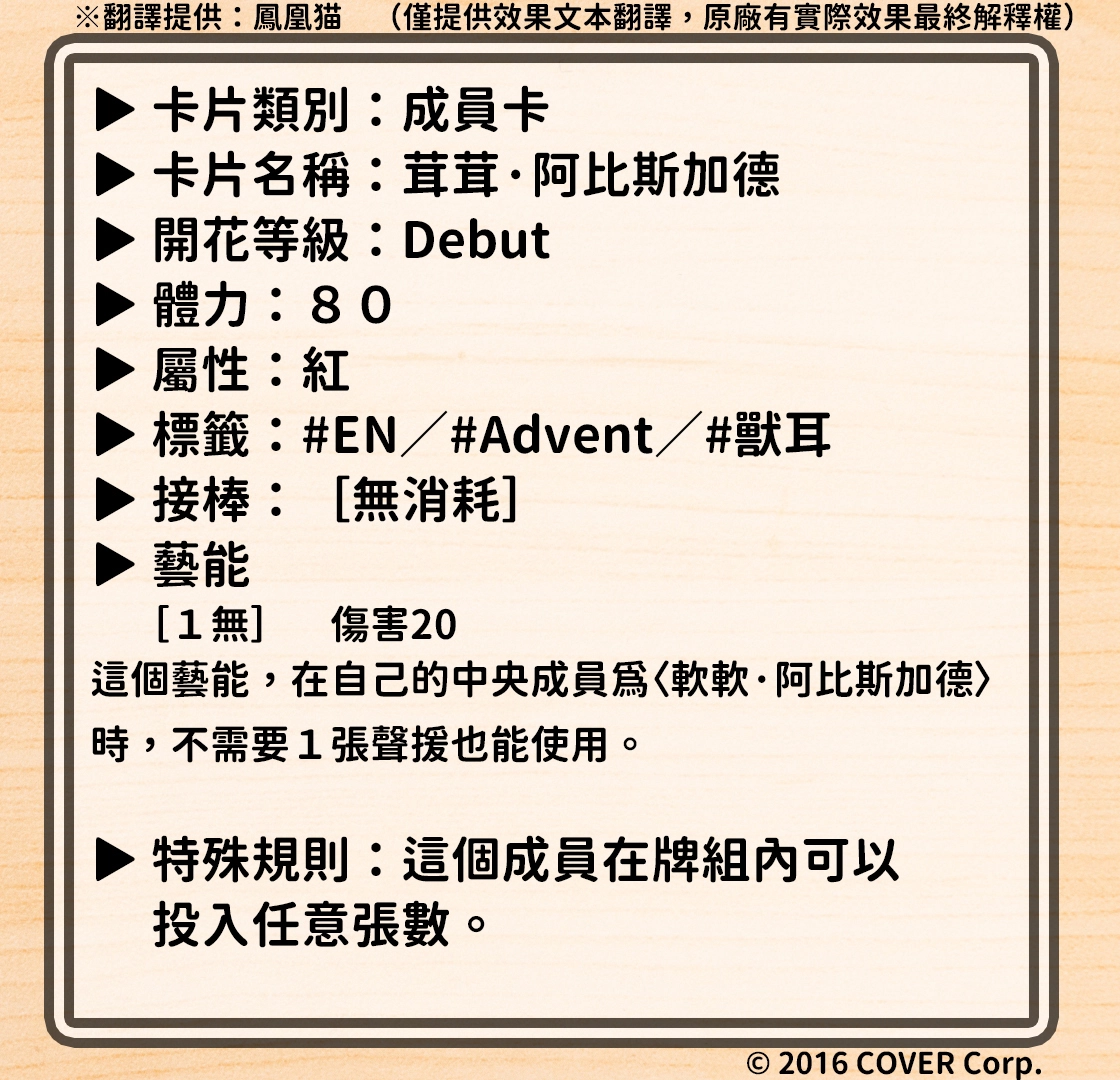 ※翻譯提供：鳳凰猫　（僅提供效果文本翻譯，原廠有實際效果最終解釋權）
▶ 卡片類別：成員卡
▶ 卡片名稱：茸茸·阿比斯加德
▶ 開花等級：Debut
▶ 體力：８０
▶ 屬性：紅
▶ 標籤：#EN／#Advent／#獸耳
▶ 接棒：［無消耗］
▶ 藝能
［１無］　傷害20
這個藝能，在自己的中央成員爲〈軟軟·阿比斯加德〉
時，不需要１張聲援也能使用。
▶ 特殊規則：這個成員在牌組內可以
投入任意張數。
© 2016 COVER Corp.